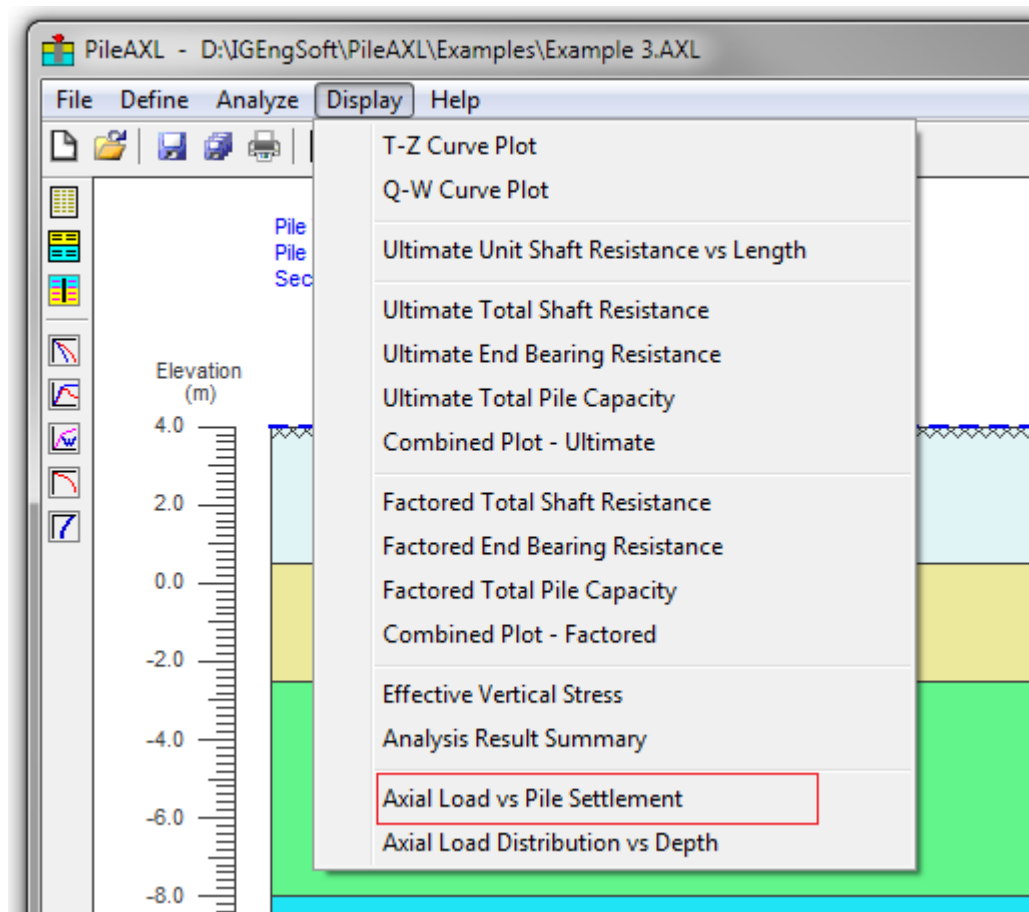 PileAXL - D:\IGEngSoft\PileAXL\Examples\Example 3.AXL
File Define Analyze Display Help
T-Z Curve Plot
Q-W Curve Plot
Ultimate Unit Shaft Resistance vs Length
Ultimate Total Shaft Resistance
Ultimate End Bearing Resistance
Ultimate Total Pile Capacity
Combined Plot - Ultimate
Factored Total Shaft Resistance
Factored End Bearing Resistance
Factored Total Pile Capacity
Combined Plot - Factored
Effective Vertical Stress
Analysis Result Summary
Axial Load vs Pile Settlement
Axial Load Distribution vs Depth
Pile
Pile
Sec
Elevation
(m)
4.0
2.0
0.0
-2.0
-4.0
-6.0
-8.0